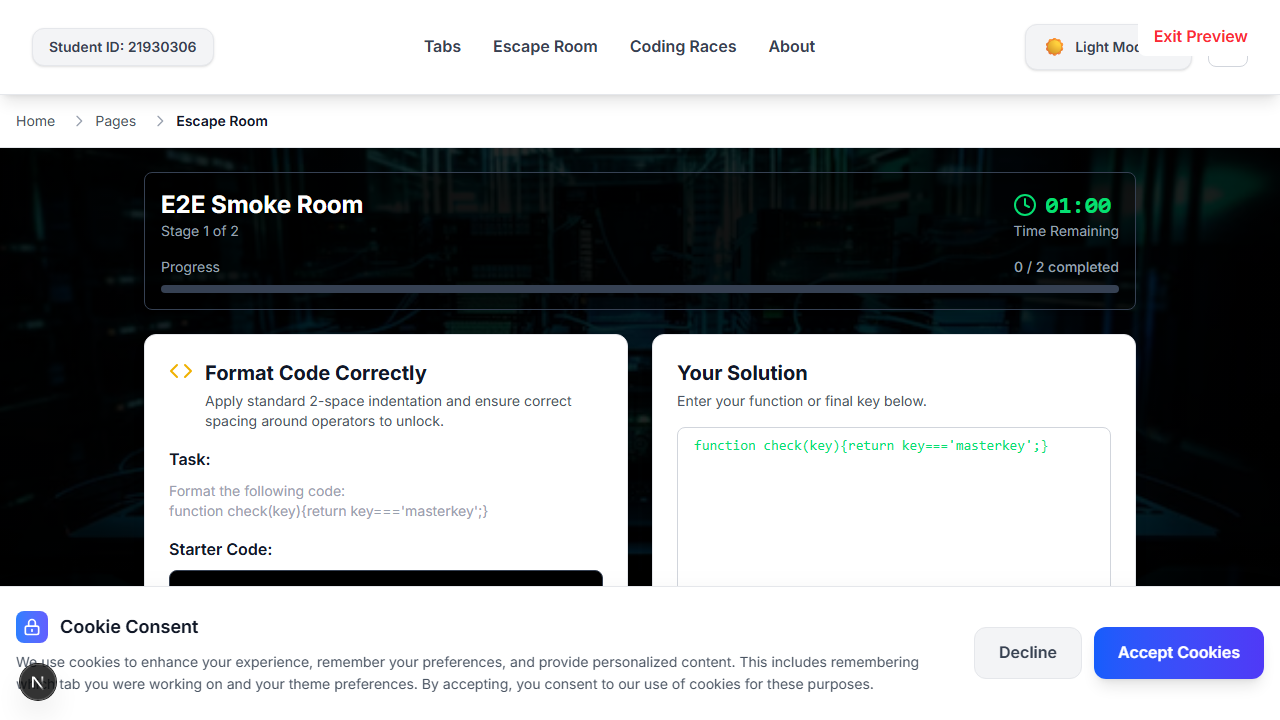 Student ID: 21930306
Tabs
Escape Room
Coding Races
About
Light Mod
Exit Preview
Home
Pages
Escape Room
E2E Smoke Room
01:00
Stage 1 of 2
Time Remaining
Progress
0 / 2 completed
Format Code Correctly
Apply standard 2-space indentation and ensure correct
spacing around operators to unlock.
Task:
Format the following code:
function check(key){return key==='masterkey';}
Starter Code:
Your Solution
Enter your function or final key below.
function check(key){return key==='masterkey';}
Cookie Consent
We use cookies to enhance your experience, remember your preferences, and provide personalized content. This includes remembering
tab you were working on and your theme preferences. By accepting, you consent to our use of cookies for these purposes.
N
Decline
Accept Cookies